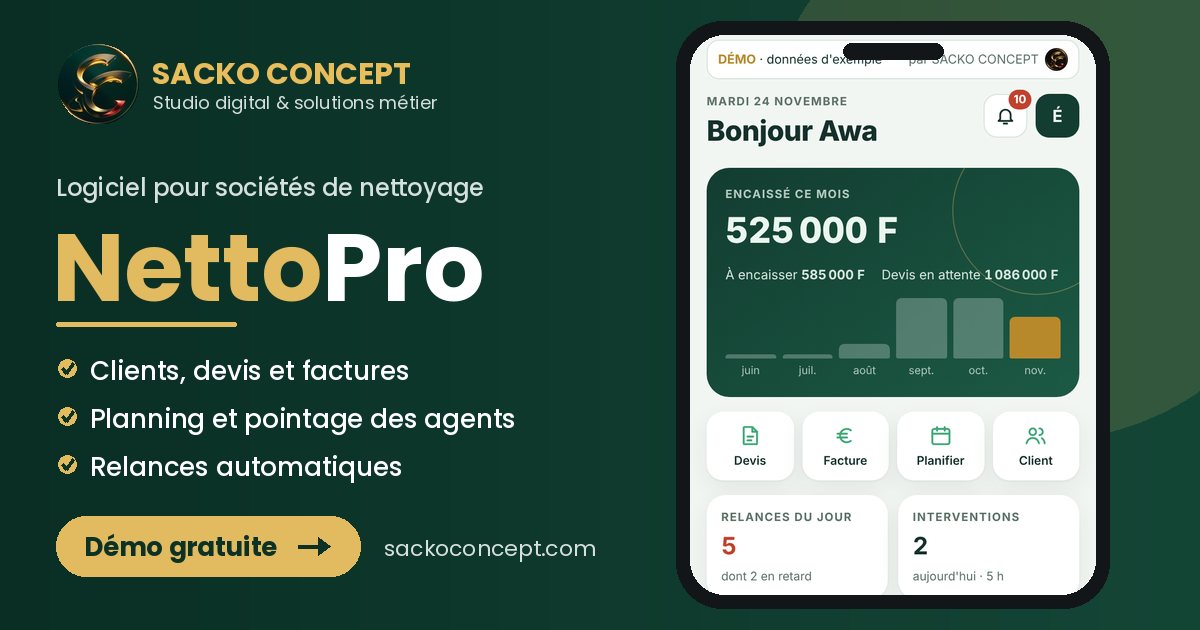 SACKO CONCEPT
Studio digital & solutions métier
Logiciel pour sociétés de nettoyage
NettoPro
Clients, devis et factures
Planning et pointage des agents
Relances automatiques
Démo gratuite
sackoconcept.com
DÉMO · données d'exemple par SACKO CONCEPT
MARDI 24 NOVEMBRE
Bonjour Awa
10
É
ENCAISSÉ CE MOIS
525 000 F
À encaisser 585 000 F Devis en attente 1 086 000 F
juin juil. août sept. oct. nov.
Devis Facture Planifier Client
RELANCES DU JOUR
5
dont 2 en retard
INTERVENTIONS
2
aujourd'hui · 5 h